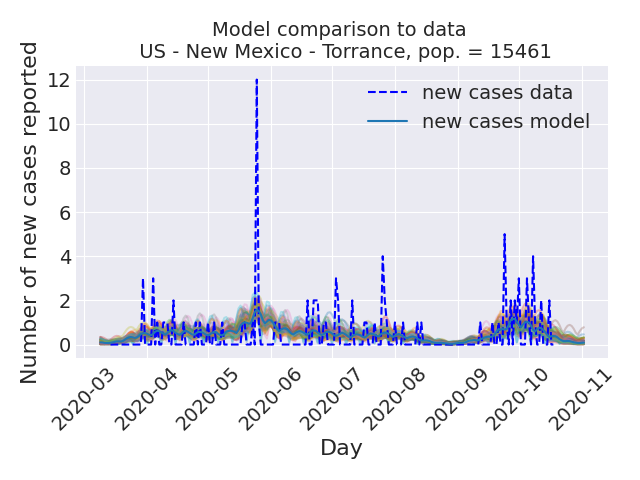 Model comparison to data
US - New Mexico - Torrance, pop. = 15461
Number of new cases reported
12
10
8
6
4
2
0
new cases data
new cases model
2020-03
2020-04
2020-05
2020-06
2020-07
2020-08
2020-09
2020-10
2020-11
Day